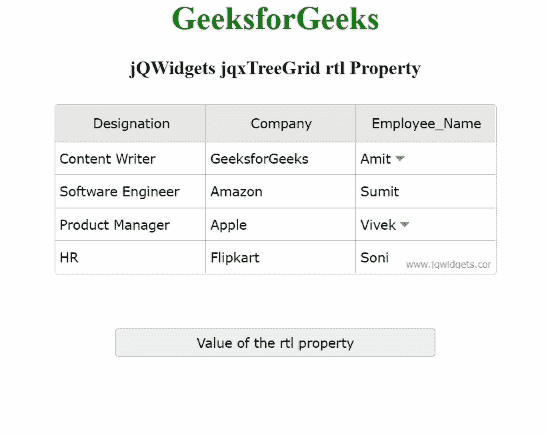 GeeksforGeeks
jQWidgets jqxTreeGrid rtl Property
Designation Company Employee_Name
Content Writer GeeksforGeeks Amit
Software Engineer Amazon Sumit
Product Manager Apple Vivek
HR Flipkart Soni
www.jqwidgets.com
Value of the rtl property